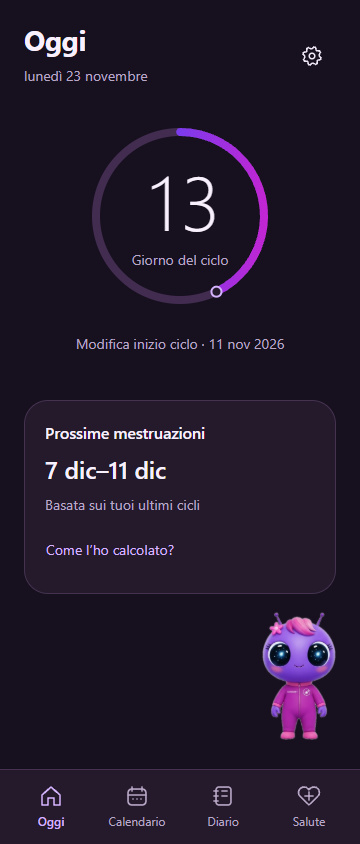 Oggi
lunedì 23 novembre
13
Giorno del ciclo
Modifica inizio ciclo · 11 nov 2026
Prossime mestruazioni
7 dic–11 dic
Basata sui tuoi ultimi cicli
Come l’ho calcolato?
Oggi
Calendario
Diario
Salute